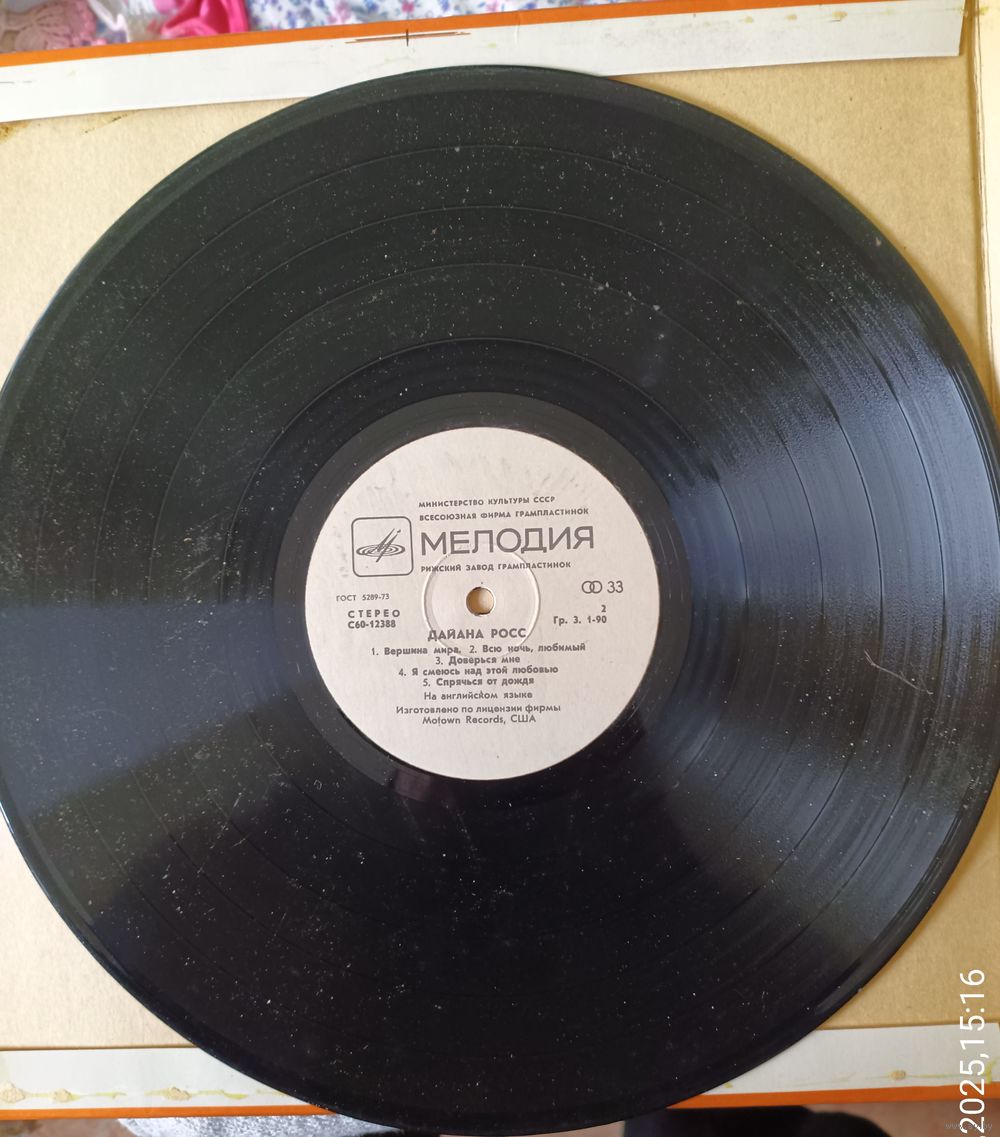 МИНИСТЕРСТВО КУЛЬТУРЫ СССР
ВСЕСОЮЗНАЯ ФИРМА ГРАМПЛАСТИНОК
МЕЛОДИЯ
РИЖСКИЙ ЗАВОД ГРАМПЛАСТИНОК
33
ГОСТ 5289-73
СТЕРЕО
С60-12388
2
Гр. 3. 1-90
ДАЙАНА РОСС
1. Вершина мира. 2. Всю ночь, любимый
3. Доверься мне
4. Я смеюсь над этой любовью
5. Спрячься от дождя
На английском языке
Изготовлено по лицензии фирмы
Motown Records, США
2025,15:16